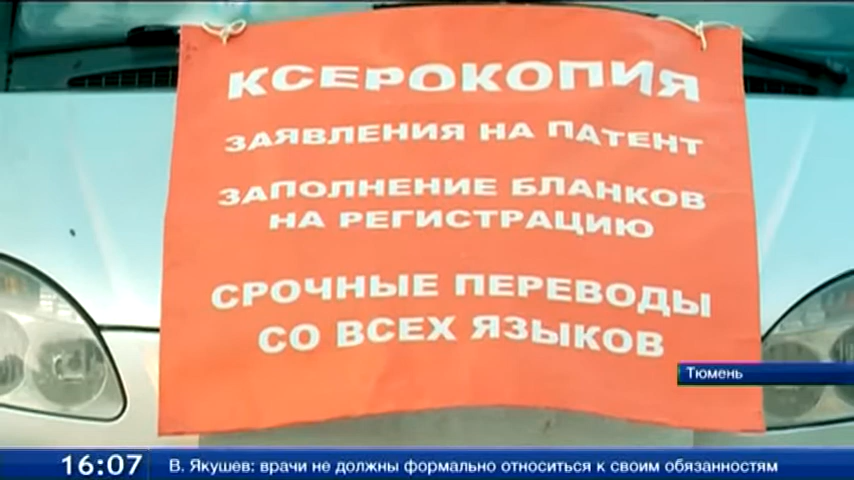 КСЕРОКОПИЯ
ЗАЯВЛЕНИЯ НА ПАТЕНТ
ЗАПОЛНЕНИЕ БЛАНКОВ
НА РЕГИСТРАЦИЮ
СРОЧНЫЕ ПЕРЕВОДЫ
СО ВСЕХ ЯЗЫКОВ
Тюмень
16:07 В. Якушев: врачи не должны формально относиться к своим обязанностям